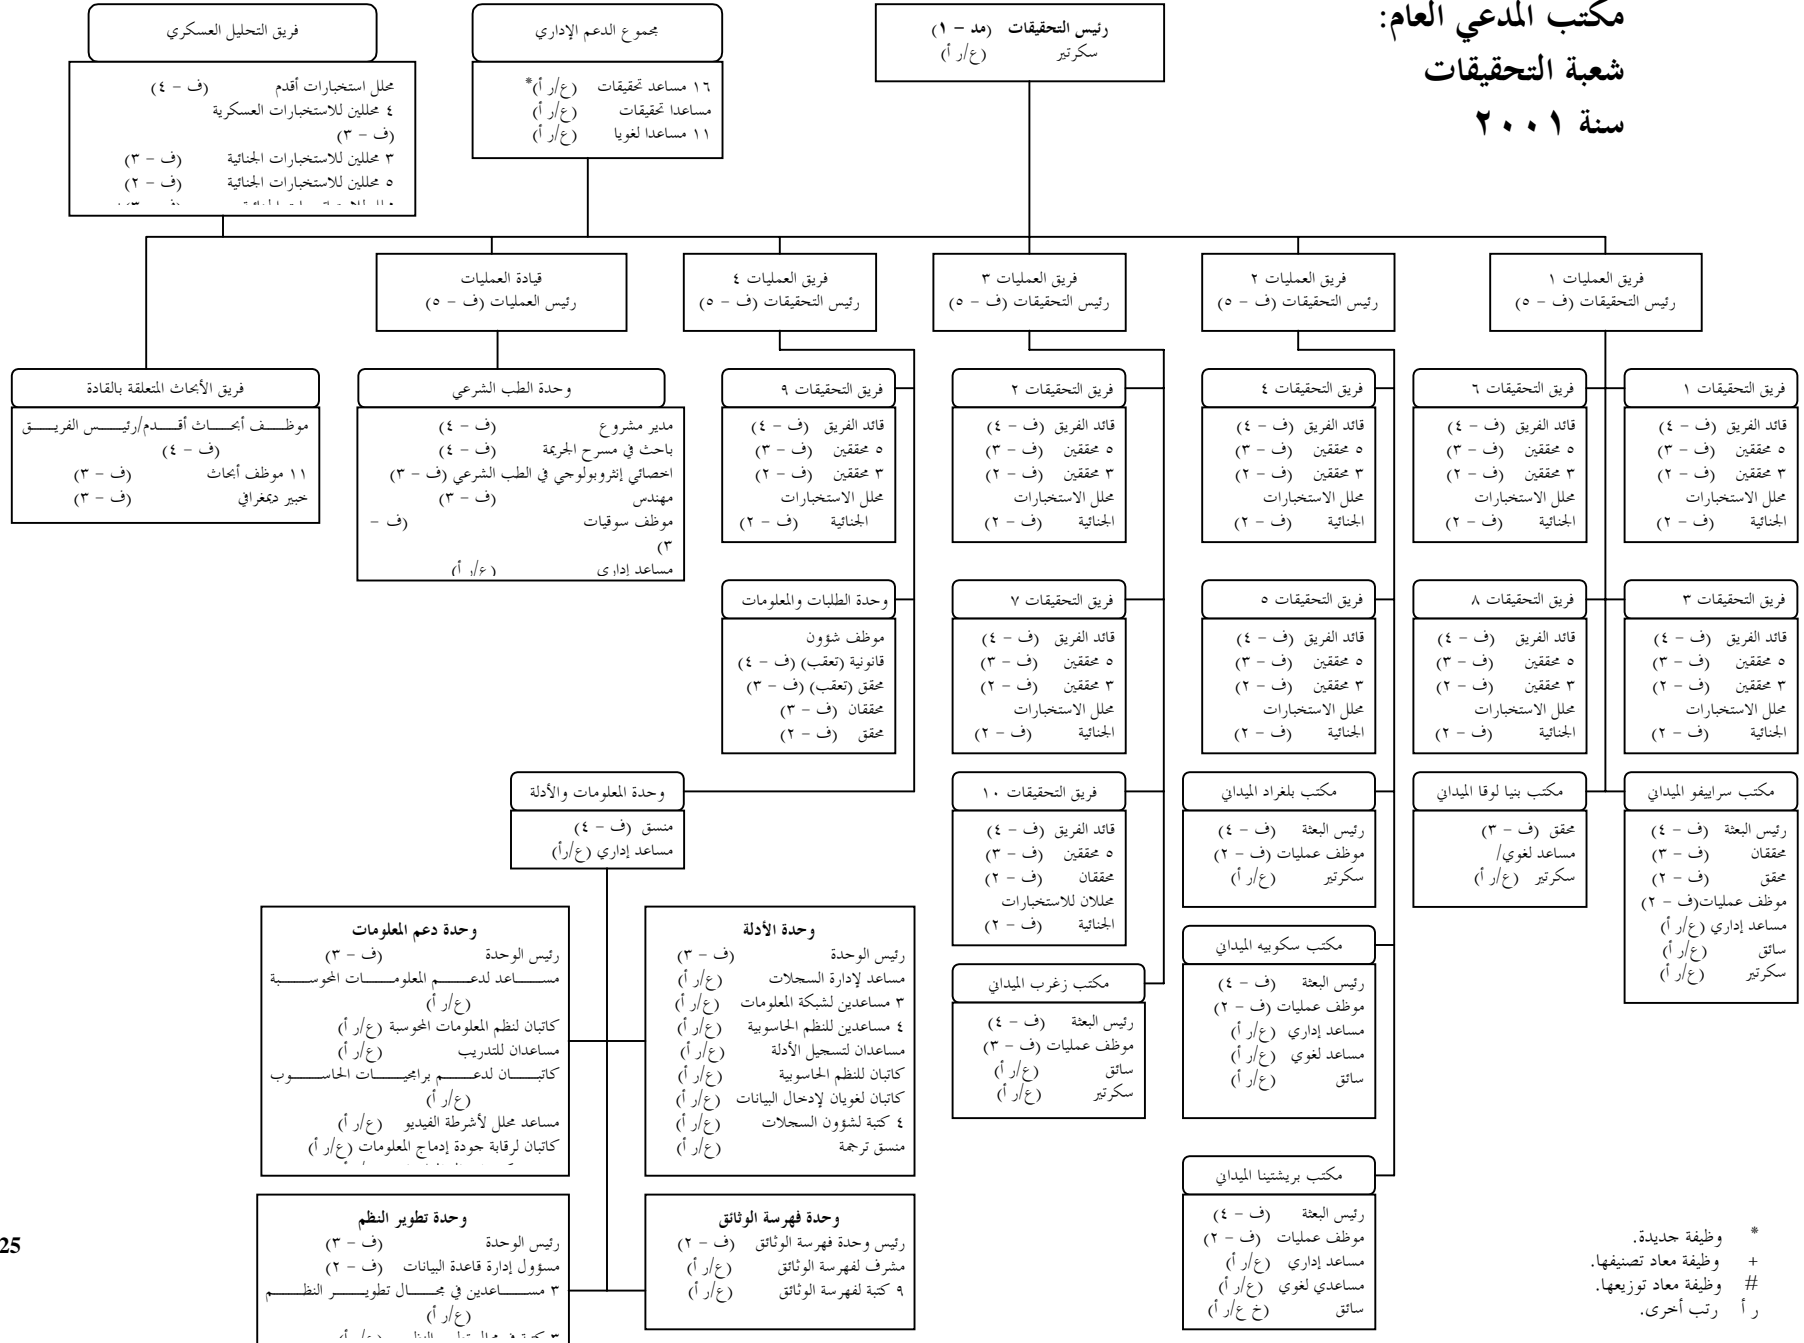 مكتب المدعي العام:
شعبة التحقيقات
سنة ٢٠٠١
رئيس التحقيقات (مد – ١)
سكرتير (ع/ر أ)
مجموع الدعم الإداري
١٦ مساعد تحقيقات (ع/ر أ)*
مساعدا تحقيقات (ع/ر أ)
١١ مساعدا لغويا (ع/ر أ)
فريق التحليل العسكري
محلل استخبارات أقدم (ف – ٤)
٤ محللين للاستخبارات العسكرية
(ف – ٣)
٣ محللين للاستخبارات الجنائية (ف – ٣)
٥ محللين للاستخبارات الجنائية (ف – ٢)
فريق العمليات ١
رئيس التحقيقات (ف – ٥)
فريق العمليات ٢
رئيس التحقيقات (ف – ٥)
فريق العمليات ٣
رئيس التحقيقات (ف – ٥)
فريق العمليات ٤
رئيس التحقيقات (ف – ٥)
قيادة العمليات
رئيس العمليات (ف – ٥)
فريق التحقيقات ١
قائد الفريق (ف – ٤)
٥ محققين (ف – ٣)
٣ محققين (ف – ٢)
محلل الاستخبارات
الجنائية (ف – ٢)
فريق التحقيقات ٦
قائد الفريق (ف – ٤)
٥ محققين (ف – ٣)
٣ محققين (ف – ٢)
محلل الاستخبارات
الجنائية (ف – ٢)
فريق التحقيقات ٤
قائد الفريق (ف – ٤)
٥ محققين (ف – ٣)
٣ محققين (ف – ٢)
محلل الاستخبارات
الجنائية (ف – ٢)
فريق التحقيقات ٢
قائد الفريق (ف – ٤)
٥ محققين (ف – ٣)
٣ محققين (ف – ٢)
محلل الاستخبارات
الجنائية (ف – ٢)
فريق التحقيقات ٩
قائد الفريق (ف – ٤)
٥ محققين (ف – ٣)
٣ محققين (ف – ٢)
محلل الاستخبارات
الجنائية (ف – ٢)
وحدة الطب الشرعي
مدير مشروع (ف – ٤)
باحث في مسرح الجريمة (ف – ٤)
اخصائي إنثروبولوجي في الطب الشرعي (ف – ٣)
مهندس (ف – ٣)
موظف سوقيات (ف –
٣)
مساعد إداري (ع/ر أ)
فريق الأبحاث المتعلقة بالقادة
موظف أبحاث أقدم/رئيس الفريق
(ف – ٤)
١١ موظف أبحاث (ف – ٣)
خبير ديمغرافي (ف – ٣)
فريق التحقيقات ٣
قائد الفريق (ف – ٤)
٥ محققين (ف – ٣)
٣ محققين (ف – ٢)
محلل الاستخبارات
الجنائية (ف – ٢)
فريق التحقيقات ٨
قائد الفريق (ف – ٤)
٥ محققين (ف – ٣)
٣ محققين (ف – ٢)
محلل الاستخبارات
الجنائية (ف – ٢)
فريق التحقيقات ٥
قائد الفريق (ف – ٤)
٥ محققين (ف – ٣)
٣ محققين (ف – ٢)
محلل الاستخبارات
الجنائية (ف – ٢)
فريق التحقيقات ٧
قائد الفريق (ف – ٤)
٥ محققين (ف – ٣)
٣ محققين (ف – ٢)
محلل الاستخبارات
الجنائية (ف – ٢)
وحدة الطلبات والمعلومات
موظف شؤون
قانونية (تعقب) (ف – ٤)
محقق (تعقب) (ف – ٣)
محققان (ف – ٣)
محقق (ف – ٢)
مكتب سراييفو الميداني
رئيس البعثة (ف – ٤)
محققان (ف – ٣)
محقق (ف – ٢)
موظف عمليات(ف – ٢)
مساعد إداري (ع/ر أ)
سائق (ع/ر أ)
سكرتير (ع/ر أ)
مكتب بنيا لوقا الميداني
محقق (ف – ٣)
مساعد لغوي/
سكرتير (ع/ر أ)
مكتب بلغراد الميداني
رئيس البعثة (ف – ٤)
موظف عمليات (ف – ٢)
سكرتير (ع/ر أ)
فريق التحقيقات ١٠
قائد الفريق (ف – ٤)
٥ محققين (ف – ٣)
محققان (ف – ٢)
محللان للاستخبارات
الجنائية (ف – ٢)
وحدة المعلومات والأدلة
منسق (ف – ٤)
مساعد إداري (ع/رأ)
مكتب سكوبيه الميداني
رئيس البعثة (ف – ٤)
موظف عمليات (ف – ٢)
مساعد إداري (ع/ر أ)
مساعد لغوي (ع/ر أ)
سائق (ع/ر أ)
مكتب زغرب الميداني
رئيس البعثة (ف – ٤)
موظف عمليات (ف – ٣)
سائق (ع/ر أ)
سكرتير (ع/ر أ)
وحدة الأدلة
رئيس الوحدة (ف – ٣)
مساعد لإدارة السجلات (ع/ر أ)
٣ مساعدين لشبكة المعلومات (ع/ر أ)
٤ مساعدين للنظم الحاسوبية (ع/ر أ)
مساعدان لتسجيل الأدلة (ع/ر أ)
كاتبان للنظم الحاسوبية (ع/ر أ)
كاتبان لغويان لإدخال البيانات (ع/ر أ)
٤ كتبة لشؤون السجلات (ع/ر أ)
منسق ترجمة (ع/ر أ)
وحدة دعم المعلومات
رئيس الوحدة (ف – ٣)
مساعد لدعم المعلومات المحوسبة
(ع/ر أ)
كاتبان لنظم المعلومات المحوسبة (ع/ر أ)
مساعدان للتدريب (ع/ر أ)
كاتبان لدعم برامجيات الحاسوب
(ع/ر أ)
مساعد محلل لأشرطة الفيديو (ع/ر أ)
كاتبان لرقابة جودة إدماج المعلومات (ع/ر أ)
مكتب بريشتينا الميداني
رئيس البعثة (ف – ٤)
موظف عمليات (ف – ٢)
مساعد إداري (ع/ر أ)
مساعدي لغوي (ع/ر أ)
سائق (خ ع/ر أ)
وحدة فهرسة الوثائق
رئيس وحدة فهرسة الوثائق (ف – ٢)
مشرف لفهرسة الوثائق (ع/ر أ)
٩ كتبة لفهرسة الوثائق (ع/ر أ)
وحدة تطوير النظم
رئيس الوحدة (ف – ٣)
مسؤول إدارة قاعدة البيانات (ف – ٢)
٣ مساعدين في مجال تطوير النظم
(ع/ر أ)
* وظيفة جديدة.
+ وظيفة معاد تصنيفها.
# وظيفة معاد توزيعها.
ر أ رتب أخرى.
25